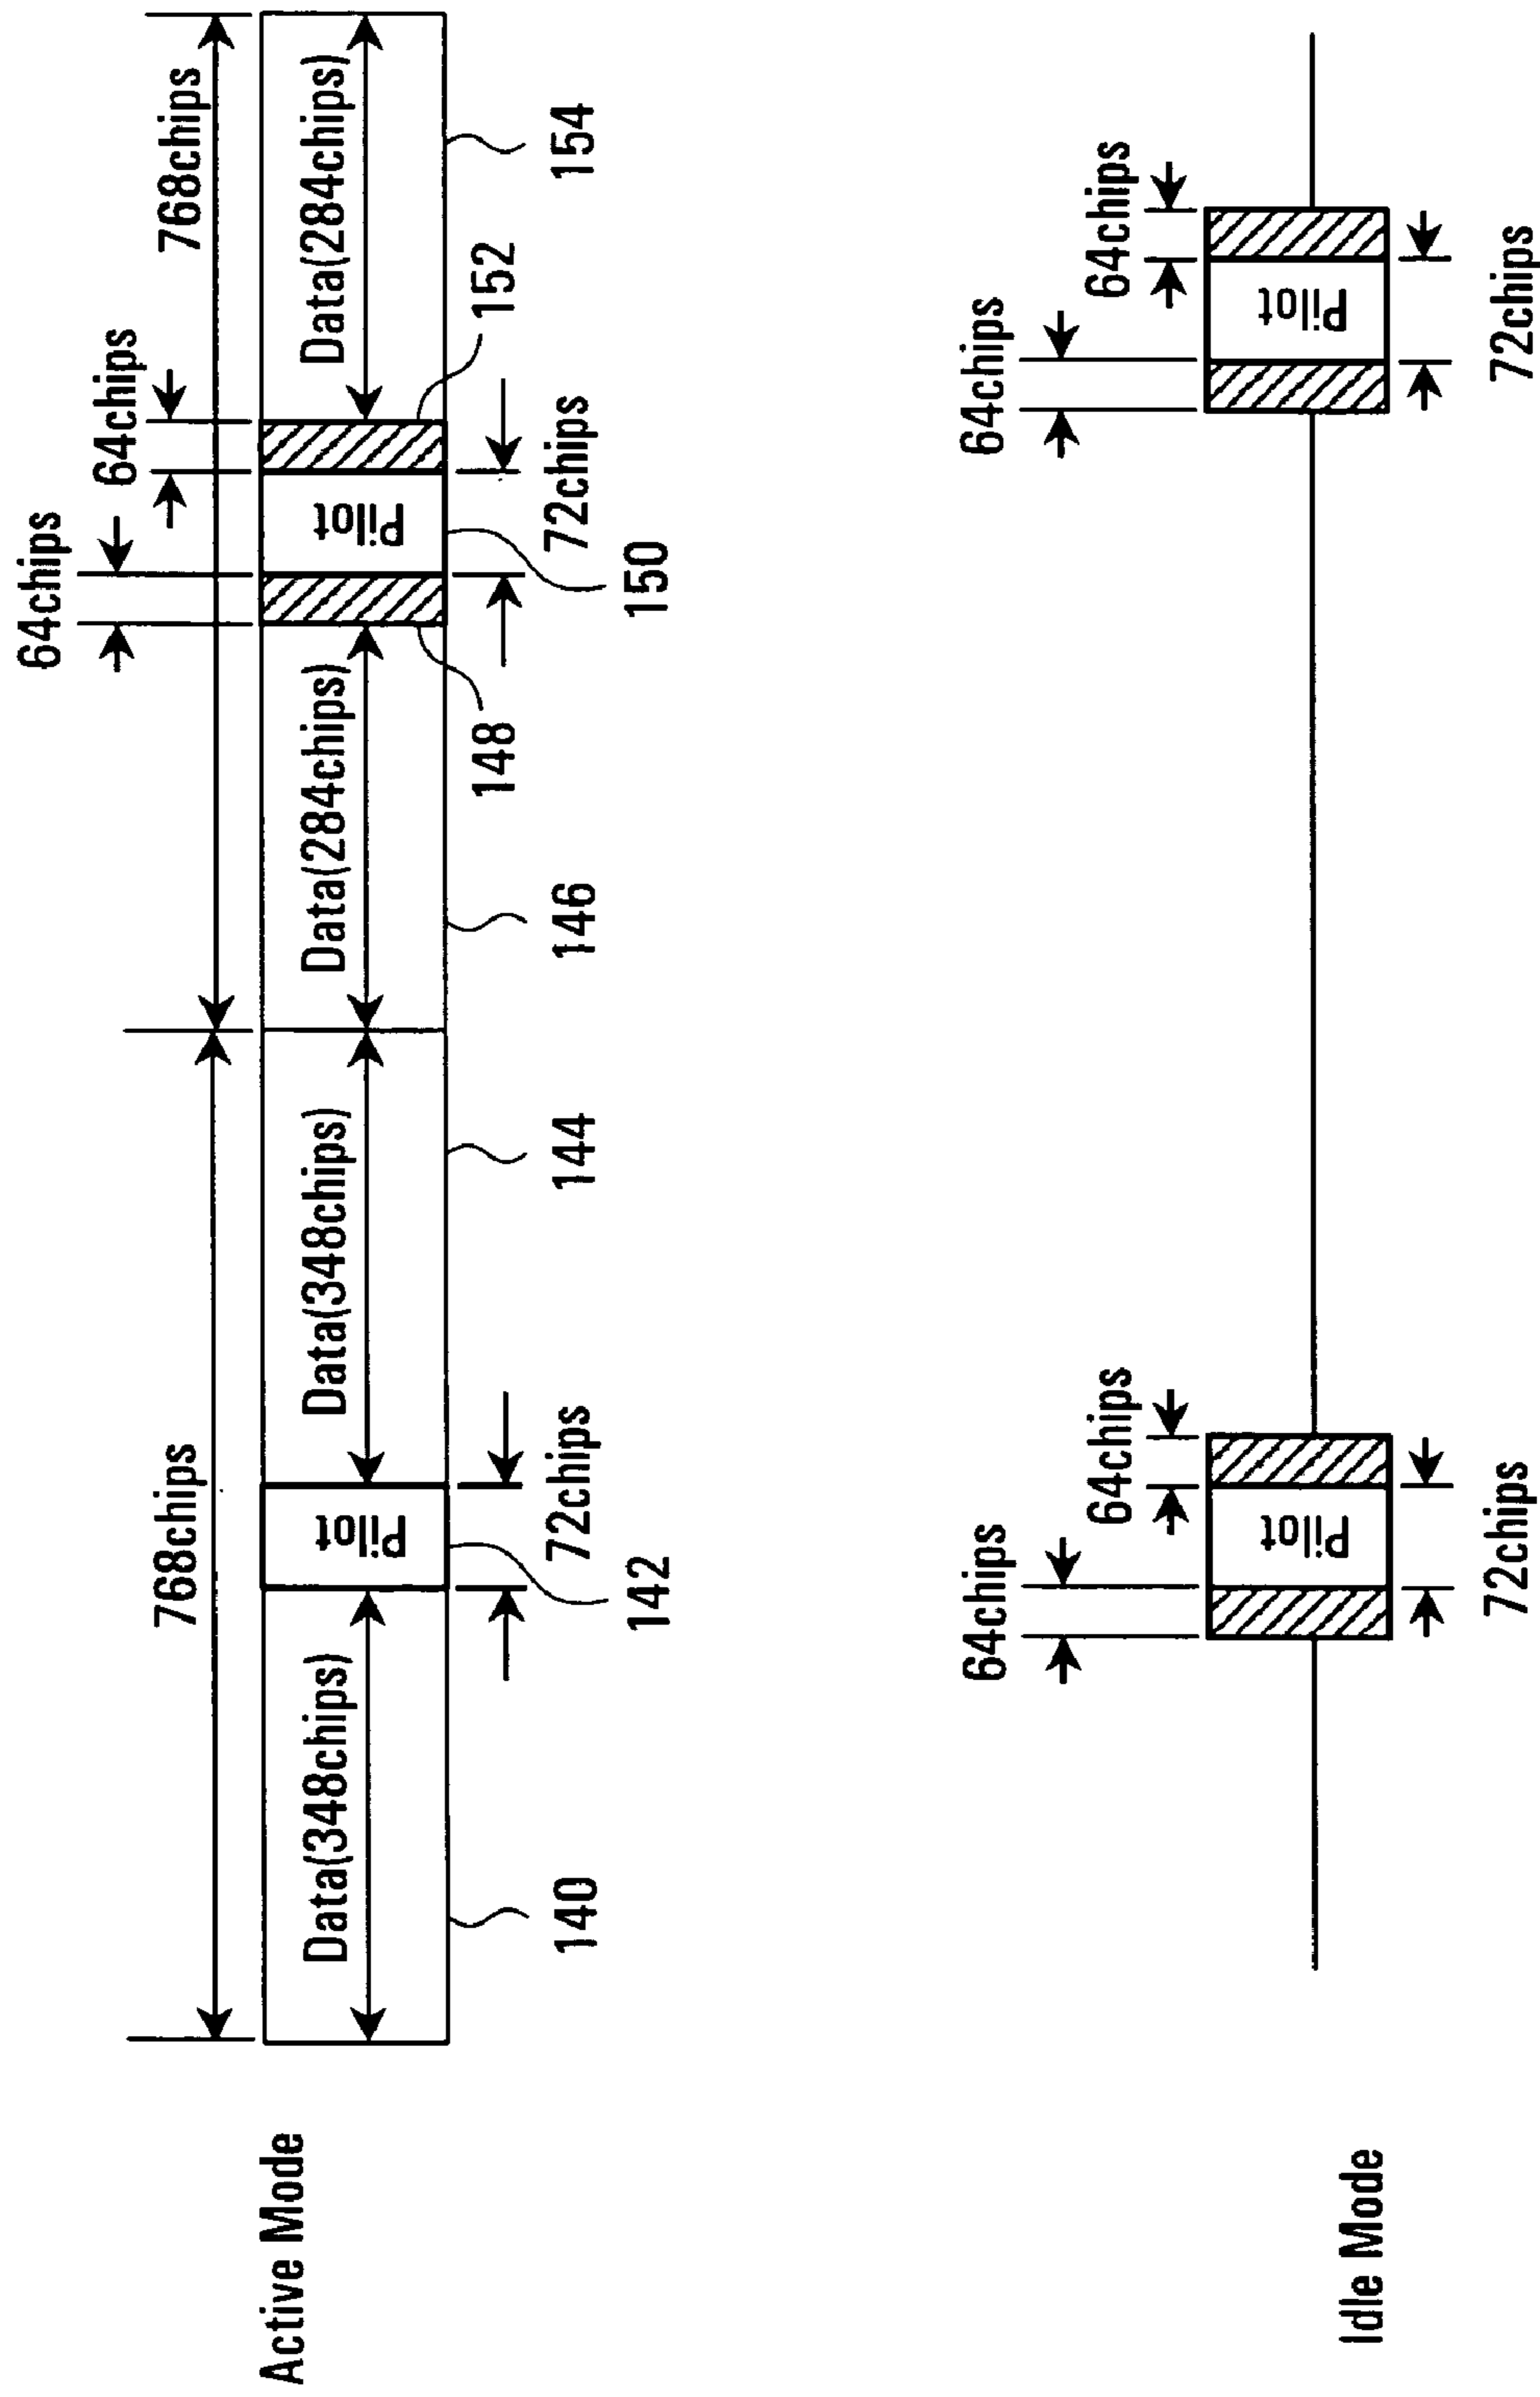 Active Mode
768chips
768chips
64chips
64chips
Data(348chips)
Pilot
Data(348chips)
Data(284chips)
Pilot
Data(284chips)
72chips
72chips
140
142
144
146
148
150
152
154
Idle Mode
64chips
64chips
64chips
64chips
Pilot
Pilot
72chips
72chips